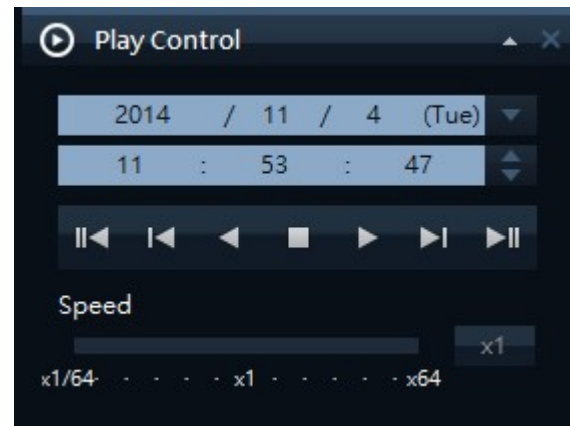 Play Control
2014 / 11 / 4 (Tue)
11 : 53 : 47
Speed
x1
x1/64 · · · · x1 · · · · · x64